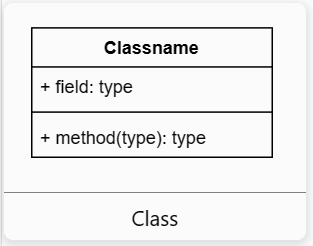 Classname
+ field: type
+ method(type): type
Class